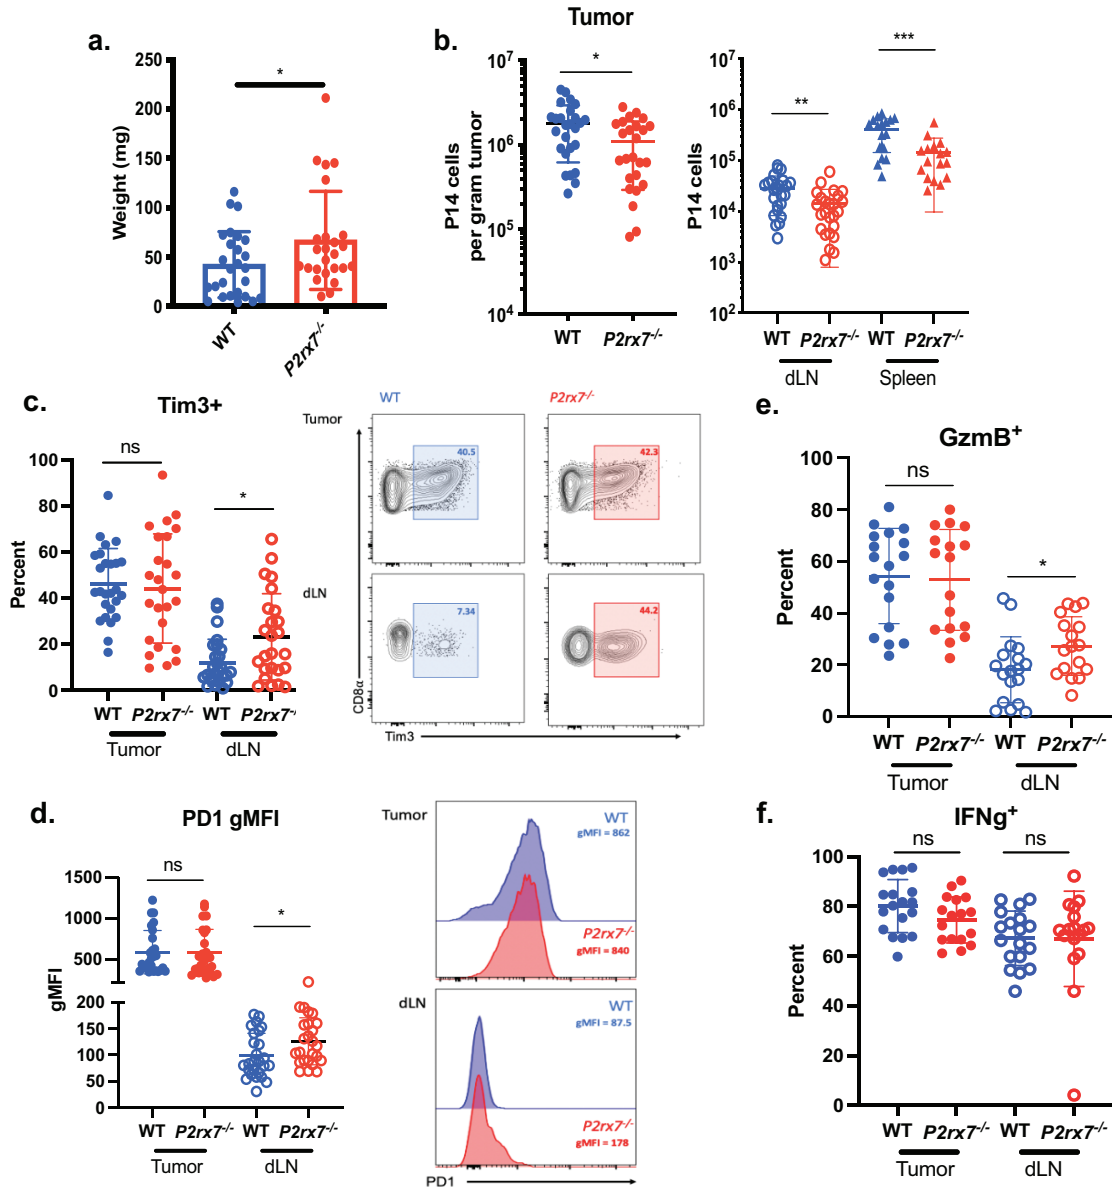 a.
Weight (mg)
250
200
150
100
50
0
*
WT
P2rx7-/-
b.
Tumor
P14 cells
per gram tumor
10^7
10^6
10^5
10^4
*
WT
P2rx7-/-
P14 cells
10^7
10^6
10^5
10^4
10^3
10^2
**
***
WT P2rx7-/- WT P2rx7-/-
dLN Spleen
c.
Tim3+
Percent
100
80
60
40
20
0
ns
*
WT P2rx7-/- WT P2rx7-/-
Tumor dLN
WT P2rx7-/-
Tumor
40.5
42.3
dLN
7.34
44.2
CD8α
Tim3
e.
GzmB+
Percent
100
80
60
40
20
0
ns
*
WT P2rx7-/- WT P2rx7-/-
Tumor dLN
d.
PD1 gMFI
gMFI
1500
1000
500
200
150
100
50
0
ns
*
WT P2rx7-/- WT P2rx7-/-
Tumor dLN
Tumor
WT
gMFI = 862
P2rx7-/-
gMFI = 840
dLN
WT
gMFI = 87.5
P2rx7-/-
gMFI = 178
PD1
f.
IFNg+
Percent
100
80
60
40
20
0
ns
ns
WT P2rx7-/- WT P2rx7-/-
Tumor dLN